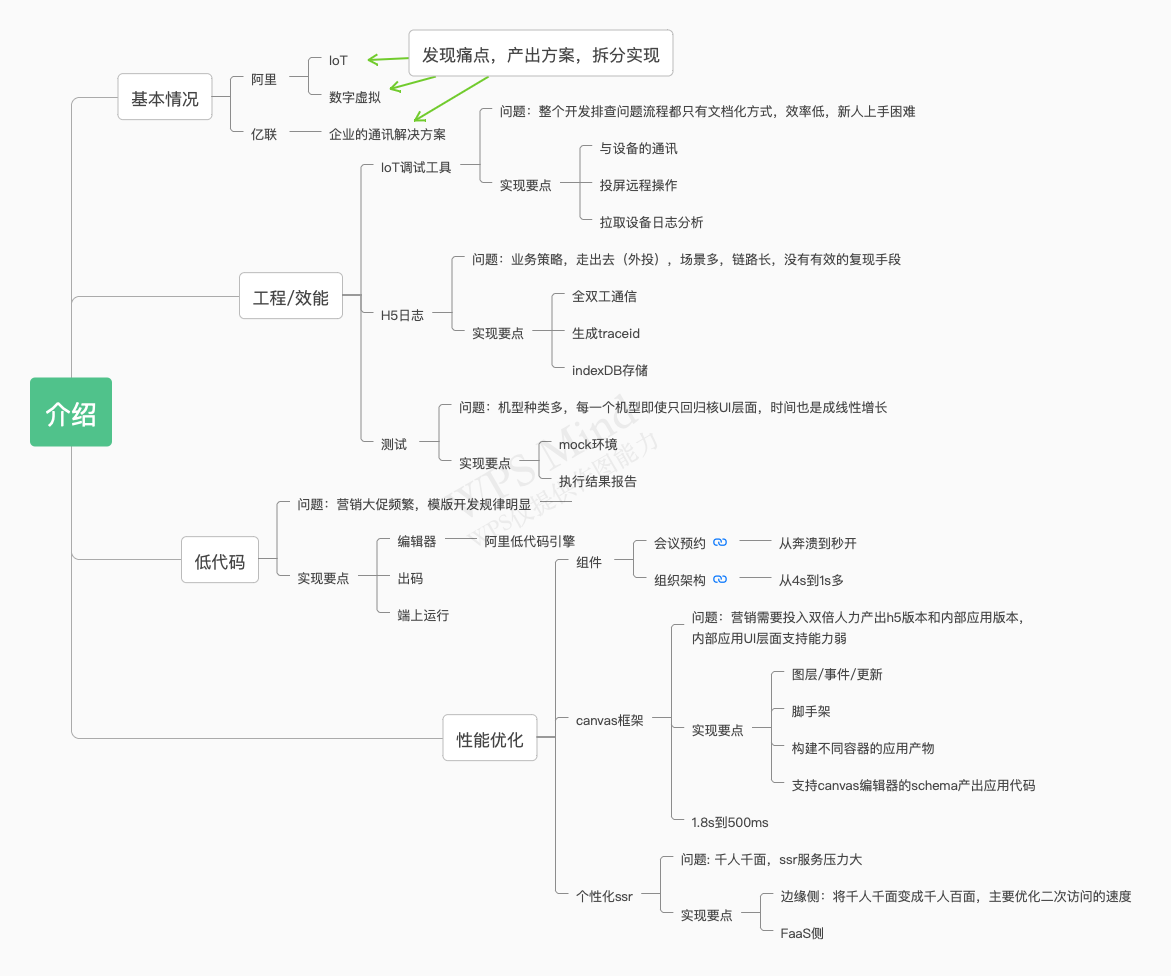 介绍
基本情况
阿里
IoT
数字虚拟
亿联
企业的通讯解决方案
发现痛点，产出方案，拆分实现
工程/效能
IoT调试工具
问题：整个开发排查问题流程都只有文档化方式，效率低，新人上手困难
实现要点
与设备的通讯
投屏远程操作
拉取设备日志分析
H5日志
问题：业务策略，走出去（外投），场景多，链路长，没有有效的复现手段
实现要点
全双工通信
生成traceid
indexDB存储
测试
问题：机型种类多，每一个机型即使只回归核UI层面，时间也是成线性增长
实现要点
mock环境
执行结果报告
低代码
问题：营销大促频繁，模版开发规律明显
实现要点
编辑器
阿里低代码引擎
出码
端上运行
性能优化
组件
会议预约
从奔溃到秒开
组织架构
从4s到1s多
canvas框架
问题：营销需要投入双倍人力产出h5版本和内部应用版本，
内部应用UI层面支持能力弱
实现要点
图层/事件/更新
脚手架
构建不同容器的应用产物
支持canvas编辑器的schema产出应用代码
1.8s到500ms
个性化ssr
问题: 千人千面，ssr服务压力大
实现要点
边缘侧：将千人千面变成千人百面，主要优化二次访问的速度
FaaS侧
WPS Mind
WPS仅提供作图能力